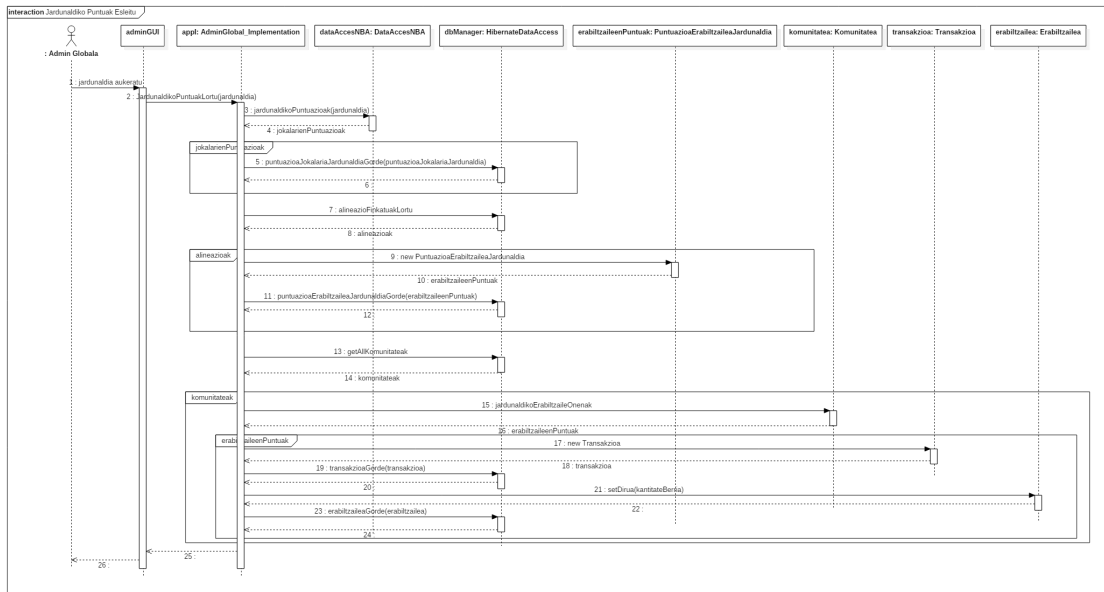 interaction Jardunaldiko Puntuak Esleitu
: Admin Globala
adminGUI
appl: AdminGlobal_Implementation
dataAccesNBA: DataAccesNBA
dbManager: HibernateDataAccess
erabiltzaileenPuntuak: PuntuazioaErabiltzaileaJardunaldia
komunitatea: Komunitatea
transakzioa: Transakzioa
erabiltzailea: Erabiltzailea
1 : jardunaldia aukeratu
2 : JardunaldikoPuntuakLortu(jardunaldia)
3 : jardunaldikoPuntuazioak(jardunaldia)
4 : jokalarienPuntuazioak
jokalarienPuntuazioak
5 : puntuazioaJokalariaJardunaldiaGorde(puntuazioaJokalariaJardunaldia)
6 :
7 : alineazioFinkatuakLortu
8 : alineazioak
alineazioak
9 : new PuntuazioaErabiltzaileaJardunaldia
10 : erabiltzaileenPuntuak
11 : puntuazioaErabiltzaileaJardunaldiaGorde(erabiltzaileenPuntuak)
12 :
13 : getAllKomunitateak
14 : komunitateak
komunitateak
15 : jardunaldikoErabiltzaileOnenak
16 : erabiltzaileenPuntuak
erabiltzaileenPuntuak
17 : new Transakzioa
18 : transakzioa
19 : transakzioaGorde(transakzioa)
20 :
21 : setDirua(kantitateBerria)
22 :
23 : erabiltzaileaGorde(erabiltzailea)
24 :
25 :
26 :